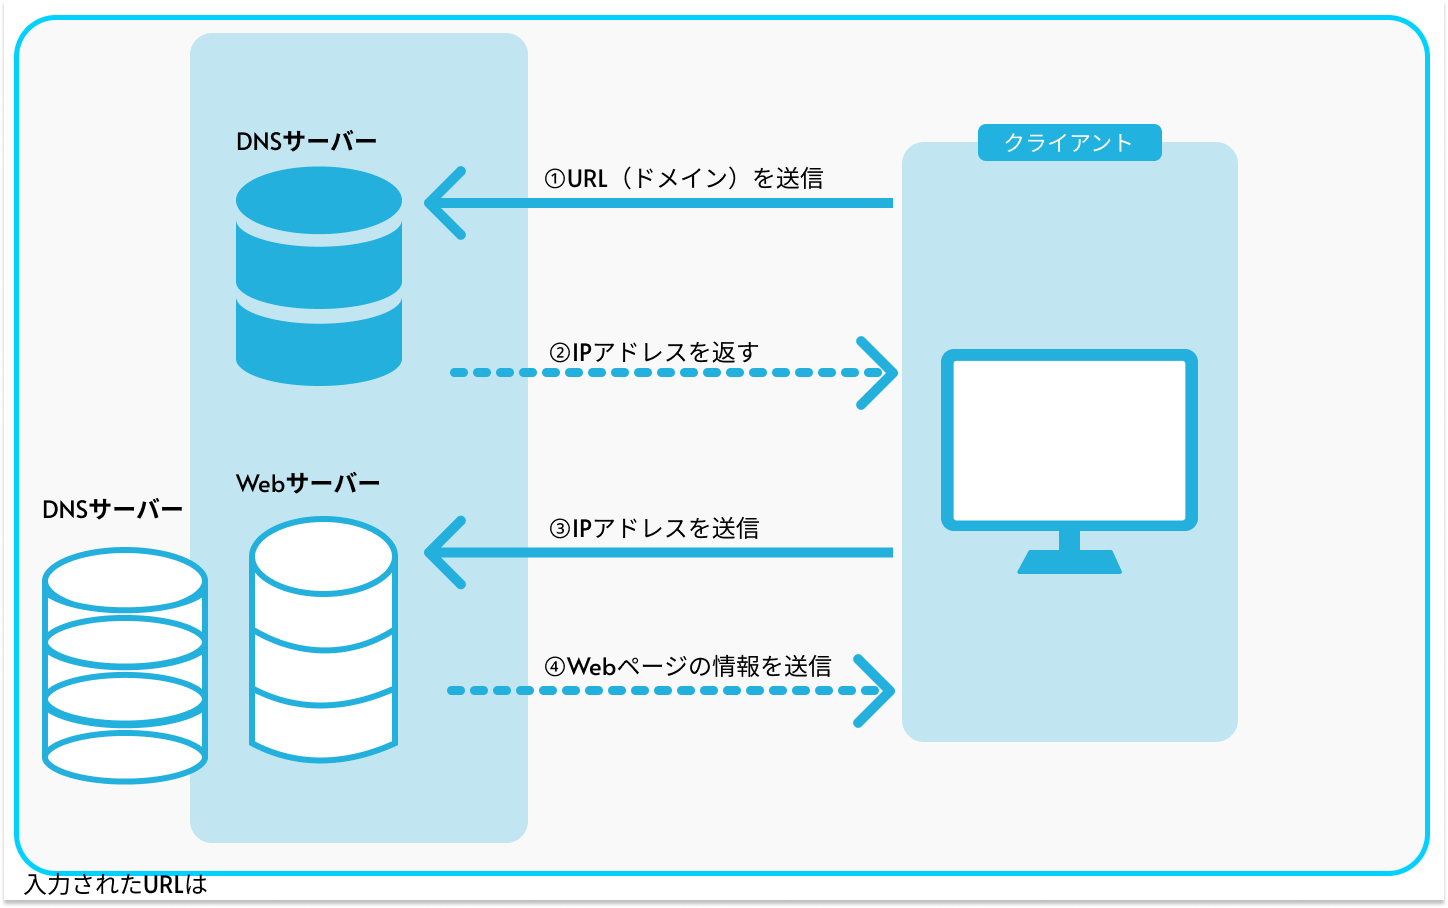 DNSサーバー
クライアント
①URL（ドメイン）を送信
②IPアドレスを返す
Webサーバー
DNSサーバー
③IPアドレスを送信
④Webページの情報を送信
入力されたURLは